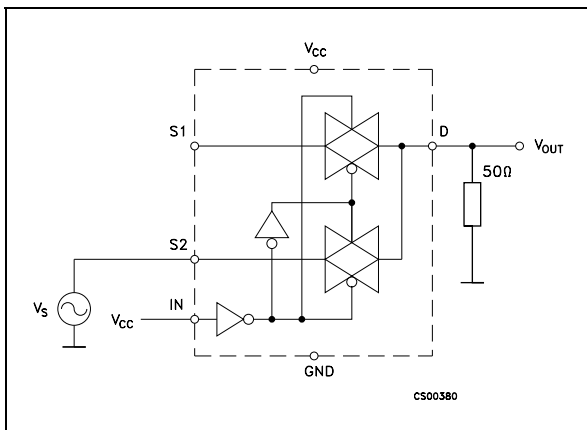 VCC
S1
D
VOUT
50Ω
S2
VS
IN
VCC
GND
CS00380